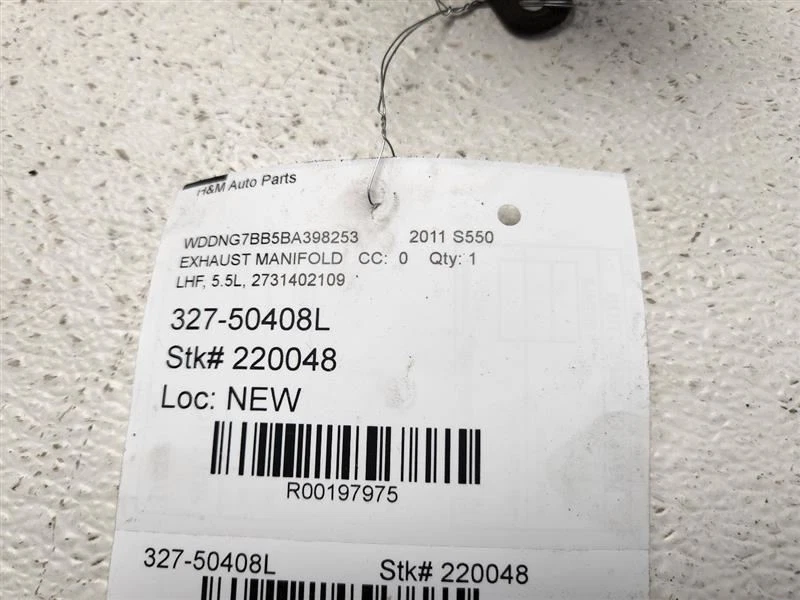 H&M Auto Parts
WDDNG7BB5BA398253 2011 S550
EXHAUST MANIFOLD CC: 0 Qty: 1
LHF, 5.5L, 2731402109
327-50408L
Stk# 220048
Loc: NEW
R00197975
327-50408L Stk# 220048